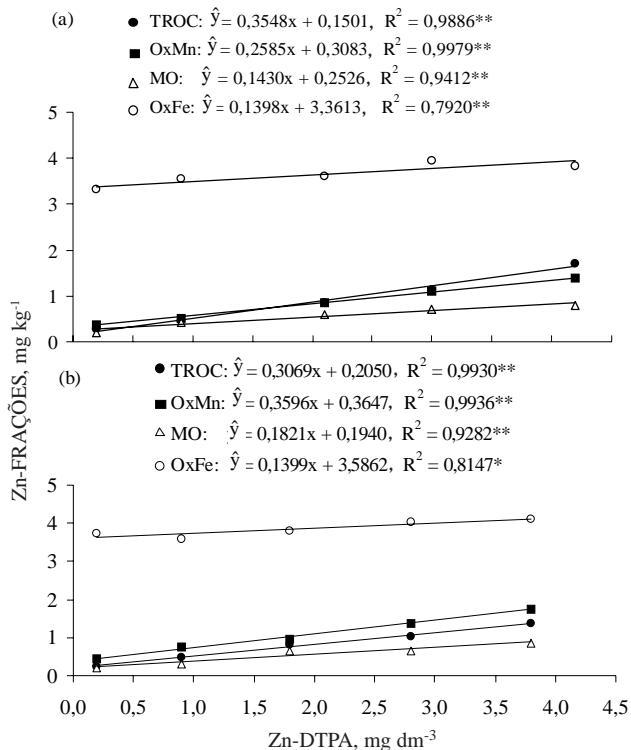 (a)
● TROC: ŷ = 0,3548x + 0,1501, R² = 0,9886**
■ OxMn: ŷ = 0,2585x + 0,3083, R² = 0,9979**
△ MO: ŷ = 0,1430x + 0,2526, R² = 0,9412**
○ OxFe: ŷ = 0,1398x + 3,3613, R² = 0,7920**
5
4
3
2
1
0
Zn-FRAÇÕES, mg kg⁻¹
(b)
● TROC: ŷ = 0,3069x + 0,2050, R² = 0,9930**
■ OxMn: ŷ = 0,3596x + 0,3647, R² = 0,9936**
△ MO: ŷ = 0,1821x + 0,1940, R² = 0,9282**
○ OxFe: ŷ = 0,1399x + 3,5862, R² = 0,8147*
5
4
3
2
1
0
0,0 0,5 1,0 1,5 2,0 2,5 3,0 3,5 4,0 4,5
Zn-DTPA, mg dm⁻³